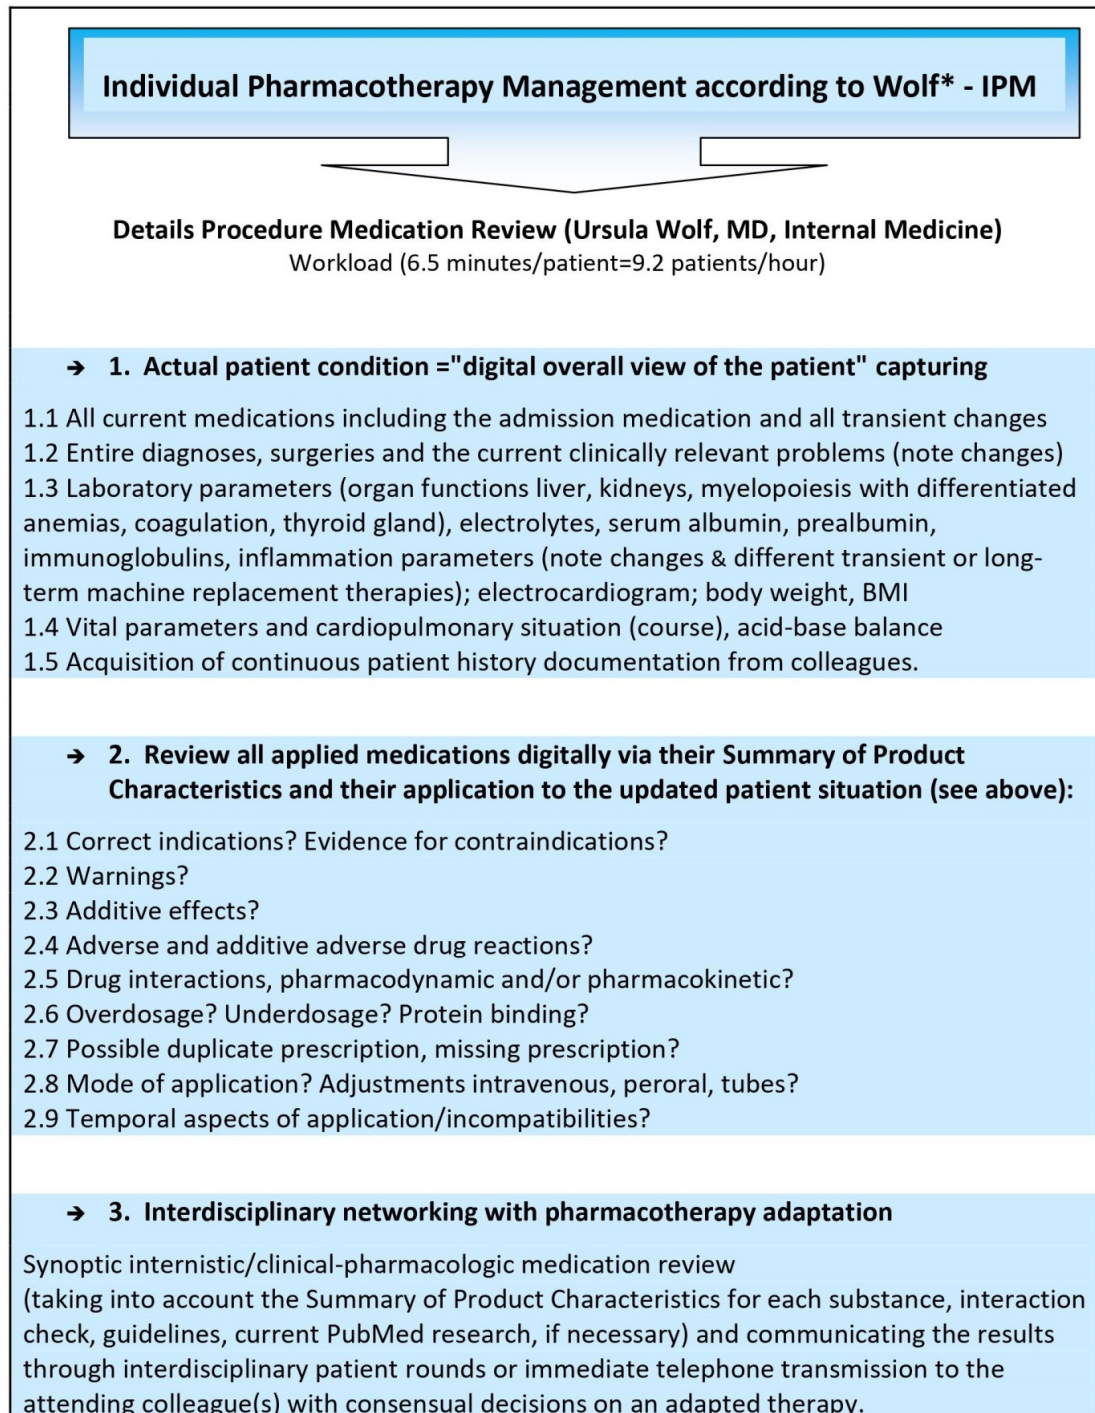 Individual Pharmacotherapy Management according to Wolf* - IPM
Details Procedure Medication Review (Ursula Wolf, MD, Internal Medicine)
Workload (6.5 minutes/patient=9.2 patients/hour)
➔ 1. Actual patient condition ="digital overall view of the patient" capturing
1.1 All current medications including the admission medication and all transient changes
1.2 Entire diagnoses, surgeries and the current clinically relevant problems (note changes)
1.3 Laboratory parameters (organ functions liver, kidneys, myelopoiesis with differentiated
anemias, coagulation, thyroid gland), electrolytes, serum albumin, prealbumin,
immunoglobulins, inflammation parameters (note changes & different transient or long-
term machine replacement therapies); electrocardiogram; body weight, BMI
1.4 Vital parameters and cardiopulmonary situation (course), acid-base balance
1.5 Acquisition of continuous patient history documentation from colleagues.
➔ 2. Review all applied medications digitally via their Summary of Product
Characteristics and their application to the updated patient situation (see above):
2.1 Correct indications? Evidence for contraindications?
2.2 Warnings?
2.3 Additive effects?
2.4 Adverse and additive adverse drug reactions?
2.5 Drug interactions, pharmacodynamic and/or pharmacokinetic?
2.6 Overdosage? Underdosage? Protein binding?
2.7 Possible duplicate prescription, missing prescription?
2.8 Mode of application? Adjustments intravenous, peroral, tubes?
2.9 Temporal aspects of application/incompatibilities?
➔ 3. Interdisciplinary networking with pharmacotherapy adaptation
Synoptic internistic/clinical-pharmacologic medication review
(taking into account the Summary of Product Characteristics for each substance, interaction
check, guidelines, current PubMed research, if necessary) and communicating the results
through interdisciplinary patient rounds or immediate telephone transmission to the
attending colleague(s) with consensual decisions on an adapted therapy.